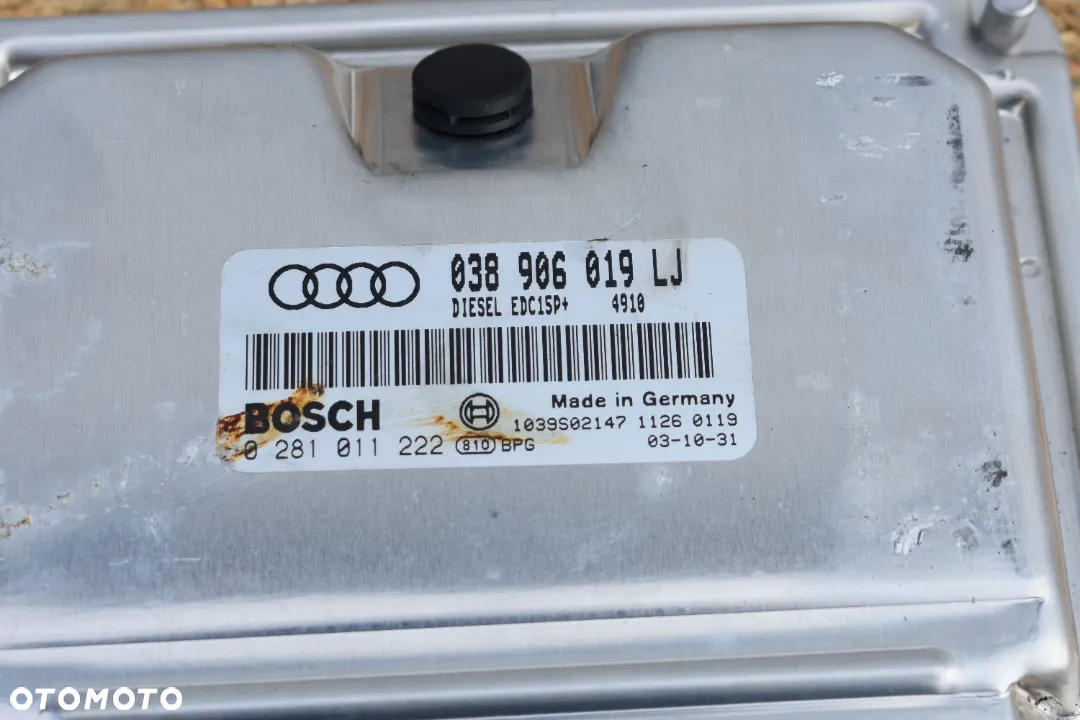 038 906 019 LJ
DIESEL EDC15P+ 4910
BOSCH
Made in Germany
1039S02147 1126 0119
0 281 011 222 810 BPG 03-10-31
OTOMOTO